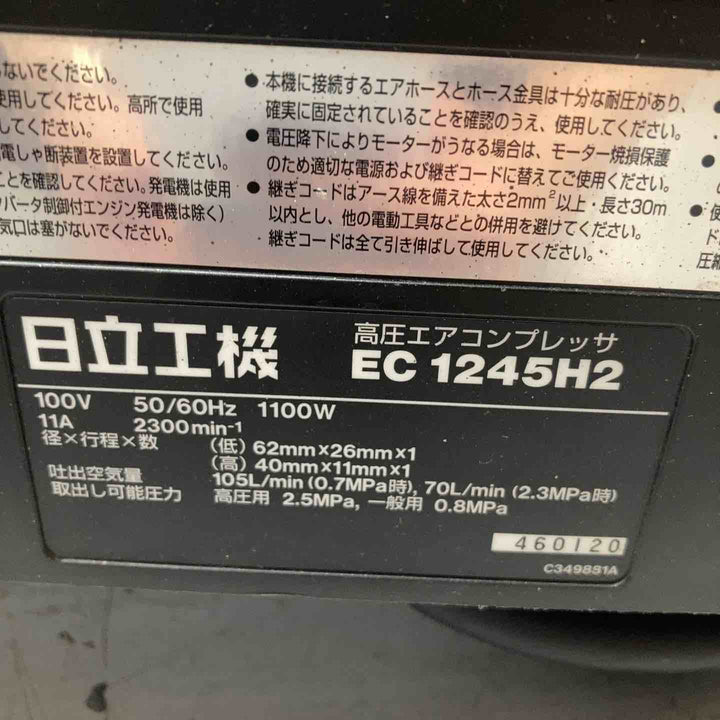 ないでください。
使用してください。高所で使用
してください。
電しゃ断装置を設置してください。
ことを確認してください。発電機は使用
バータ制御付エンジン発電機は除く)
気口は塞がないでください。
● 本機に接続するエアホースとホース金具は十分な耐圧があり、
確実に固定されていることを確認のうえ、使用してください。
● 電圧降下によりモーターがうなる場合は、モーター焼損保護
のため適切な電源および継ぎコードに替えてご使用ください。
● 継ぎコードはアース線を備えた太さ2mm²以上・長さ30m
以内とし、他の電動工具などとの併用を避けてください。
継ぎコードは全て引き伸ばして使用してください。
日立工機
高圧エアコンプレッサ
EC 1245H2
100V 50/60Hz 1100W
11A 2300min-1
径×行程×数 (低) 62mm×26mm×1
(高) 40mm×11mm×1
吐出空気量 105L/min (0.7MPa時), 70L/min (2.3MPa時)
取出し可能圧力 高圧用 2.5MPa, 一般用 0.8MPa
460120
C349881A